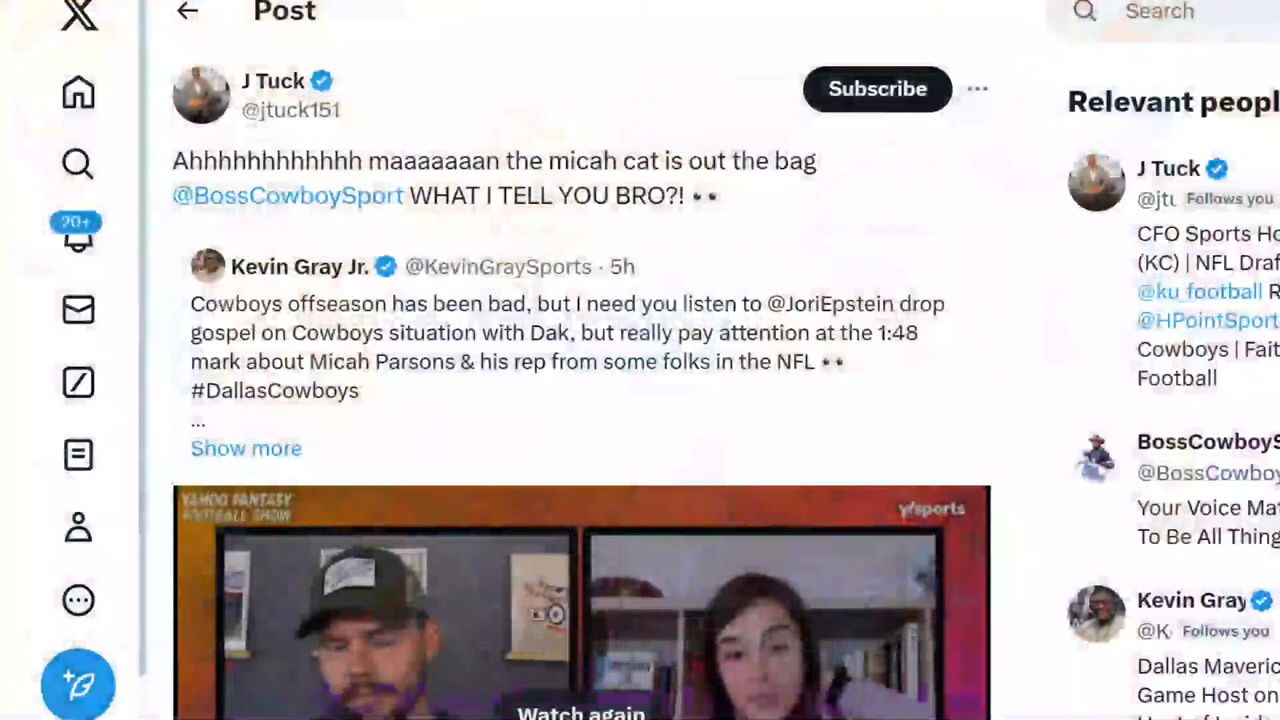 Post
Search
J Tuck
@jtuck151
Subscribe
Ahhhhhhhhhhhh maaaaaaan the micah cat is out the bag
@BossCowboySport WHAT I TELL YOU BRO?! 👀
Kevin Gray Jr. @KevinGraySports · 5h
Cowboys offseason has been bad, but I need you listen to @JoriEpstein drop
gospel on Cowboys situation with Dak, but really pay attention at the 1:48
mark about Micah Parsons & his rep from some folks in the NFL 👀
#DallasCowboys
...
Show more
YAHOO FANTASY
FOOTBALL SHOW
y/sports
Watch again
20+
Relevant peopl
J Tuck
@jtu Follows you
CFO Sports Ho
(KC) | NFL Draf
@ku_football R
@HPointSport
Cowboys | Fait
Football
BossCowboyS
@BossCowboy
Your Voice Mat
To Be All Thing
Kevin Gray
@K Follows you
Dallas Maveric
Game Host on